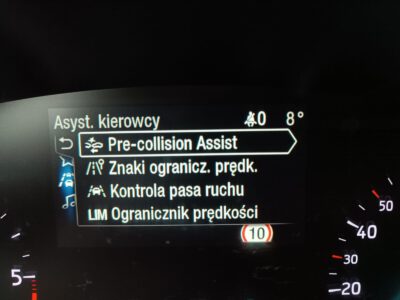 Asyst. kierowcy 0 8°
Pre-collision Assist
Znaki ogranicz. prędk.
Kontrola pasa ruchu
LIM Ogranicznik prędkości
10
5
50
40
30
20